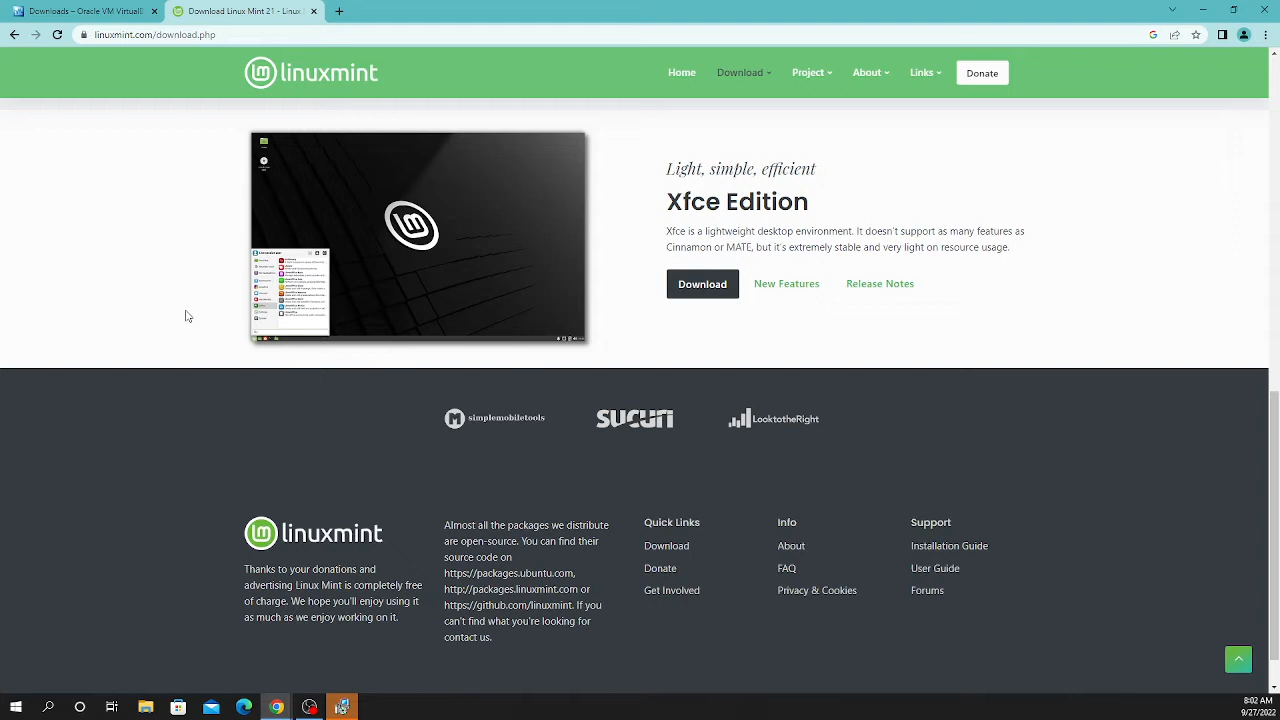 Downloads – Oracle VM VirtualB
Download Linux Mint 21 - Linux
linuxmint.com/download.php
linuxmint
Home
Download
Project
About
Links
Donate
Light, simple, efficient
Xfce Edition
Xfce is a lightweight desktop environment. It doesn't support as many features as
Cinnamon or MATE, but it's extremely stable and very light on resource usage.
Download
New Features
Release Notes
simplemobiletools
SUCURI
LooktotheRight
linuxmint
Thanks to your donations and
advertising Linux Mint is completely free
of charge. We hope you'll enjoy using it
as much as we enjoy working on it.
Almost all the packages we distribute
are open-source. You can find their
source code on
https://packages.ubuntu.com,
http://packages.linuxmint.com or
https://github.com/linuxmint. If you
can't find what you're looking for
contact us.
Quick Links
Download
Donate
Get Involved
Info
About
FAQ
Privacy & Cookies
Support
Installation Guide
User Guide
Forums
8:02 AM
9/27/2022